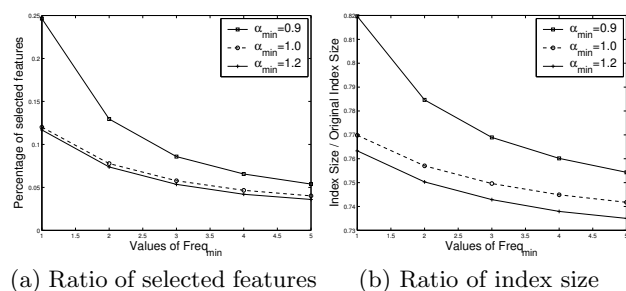 0.25
0.2
0.15
0.1
0.05
0
Percentage of selected features
1 1.5 2 2.5 3 3.5 4 4.5 5
Values of Freq_min
α_min=0.9
α_min=1.0
α_min=1.2
(a) Ratio of selected features
0.82
0.81
0.8
0.79
0.78
0.77
0.76
0.75
0.74
0.73
Index Size / Original Index Size
1 1.5 2 2.5 3 3.5 4 4.5 5
Values of Freq_min
α_min=0.9
α_min=1.0
α_min=1.2
(b) Ratio of index size